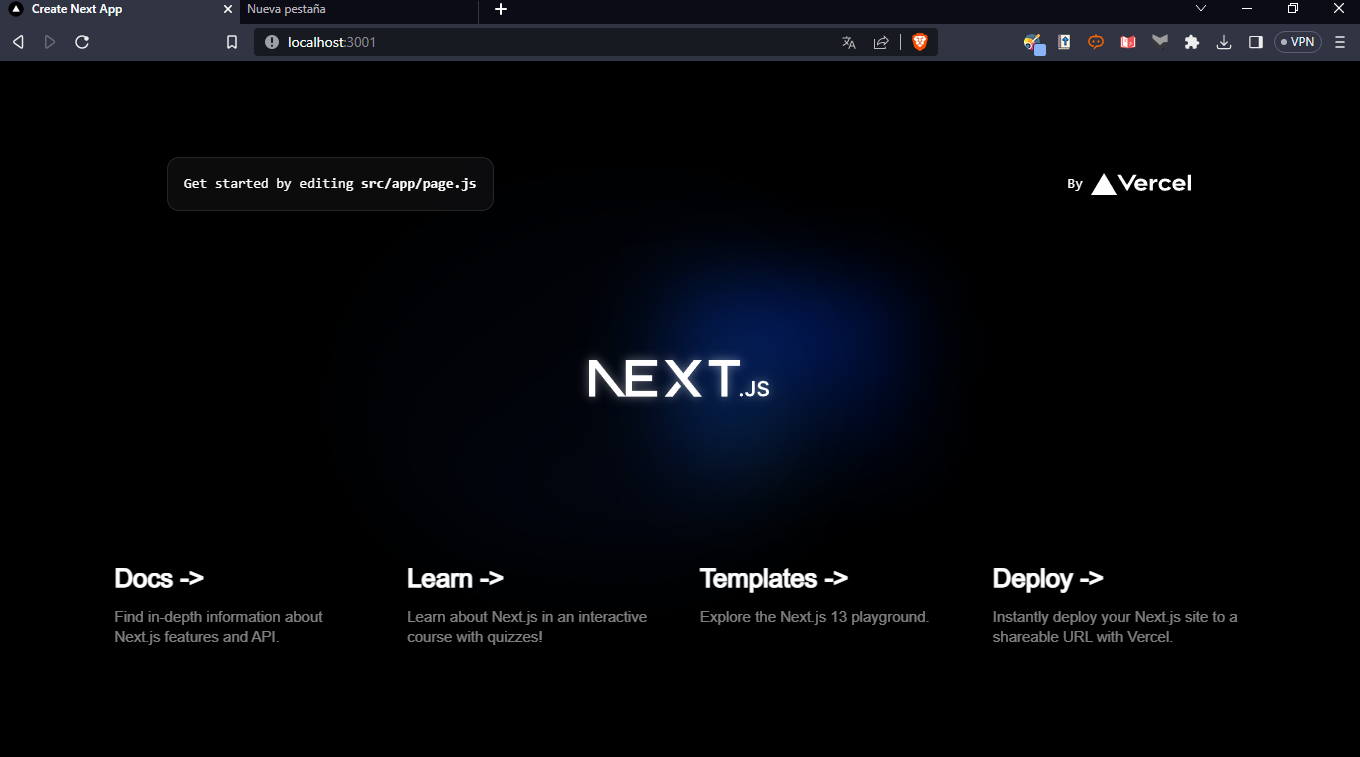 Create Next App
Nueva pestaña
localhost:3001
VPN
Get started by editing src/app/page.js
By Vercel
NEXT.JS
Docs ->
Find in-depth information about
Next.js features and API.
Learn ->
Learn about Next.js in an interactive
course with quizzes!
Templates ->
Explore the Next.js 13 playground.
Deploy ->
Instantly deploy your Next.js site to a
shareable URL with Vercel.